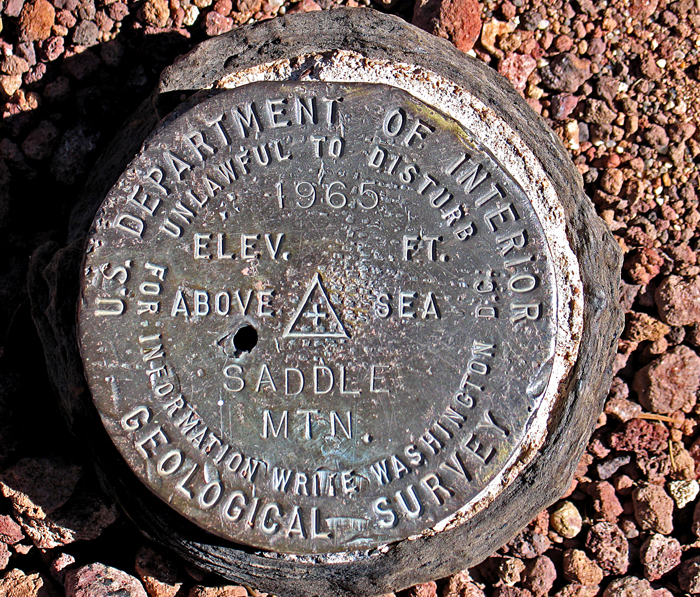 U.S. DEPARTMENT OF INTERIOR
UNLAWFUL TO DISTURB
1965
ELEV. FT.
ABOVE SEA
SADDLE
MTN.
FOR INFORMATION WRITE WASHINGTON D.C.
GEOLOGICAL SURVEY